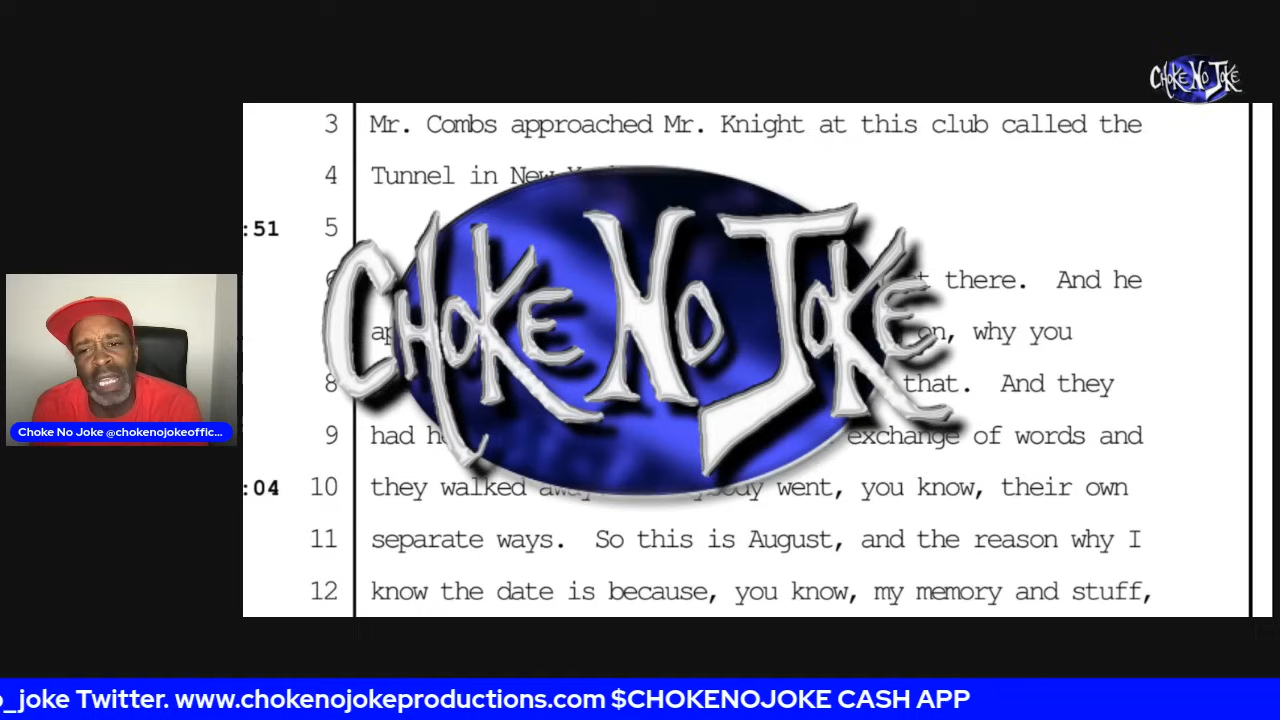 CHOKE NO JOKE
3 Mr. Combs approached Mr. Knight at this club called the
4 Tunnel in New
:51 5
there. And he
on, why you
8 that. And they
9 had exchange of words and
:04 10 they walked went, you know, their own
11 separate ways. So this is August, and the reason why I
12 know the date is because, you know, my memory and stuff,
CHOKE NO JOKE
Choke No Joke @chokenojokeoffic...
_joke Twitter. www.chokenojokeproductions.com $CHOKENOJOKE CASH APP